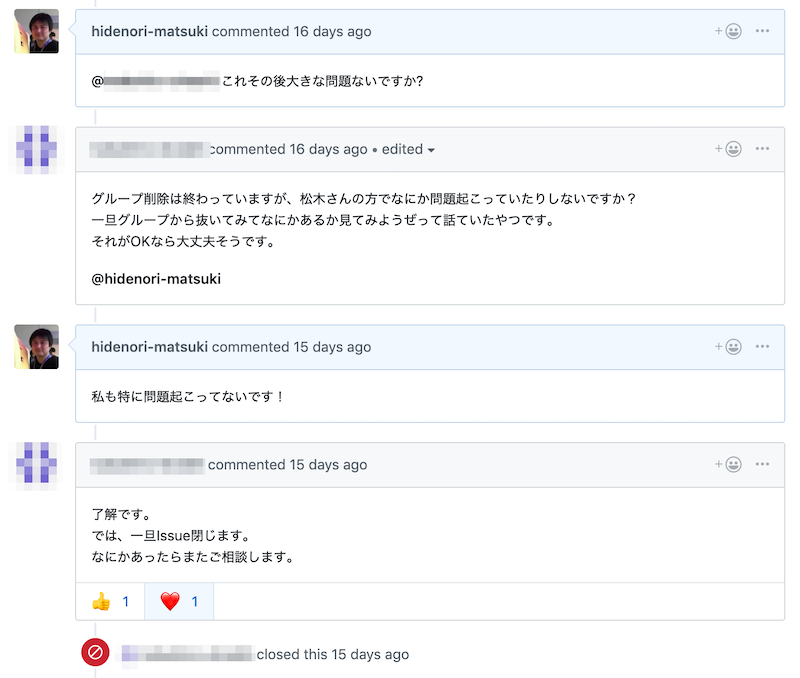 hidenori-matsuki commented 16 days ago
@ これその後大きな問題ないですか?
commented 16 days ago • edited
グループ削除は終わっていますが、松木さんの方でなにか問題起こっていたりしないですか？
一旦グループから抜いてみてなにかあるか見てみようぜって話ていたやつです。
それがOKなら大丈夫そうです。
@hidenori-matsuki
hidenori-matsuki commented 15 days ago
私も特に問題起こってないです！
commented 15 days ago
了解です。
では、一旦Issue閉じます。
なにかあったらまたご相談します。
1 1
closed this 15 days ago